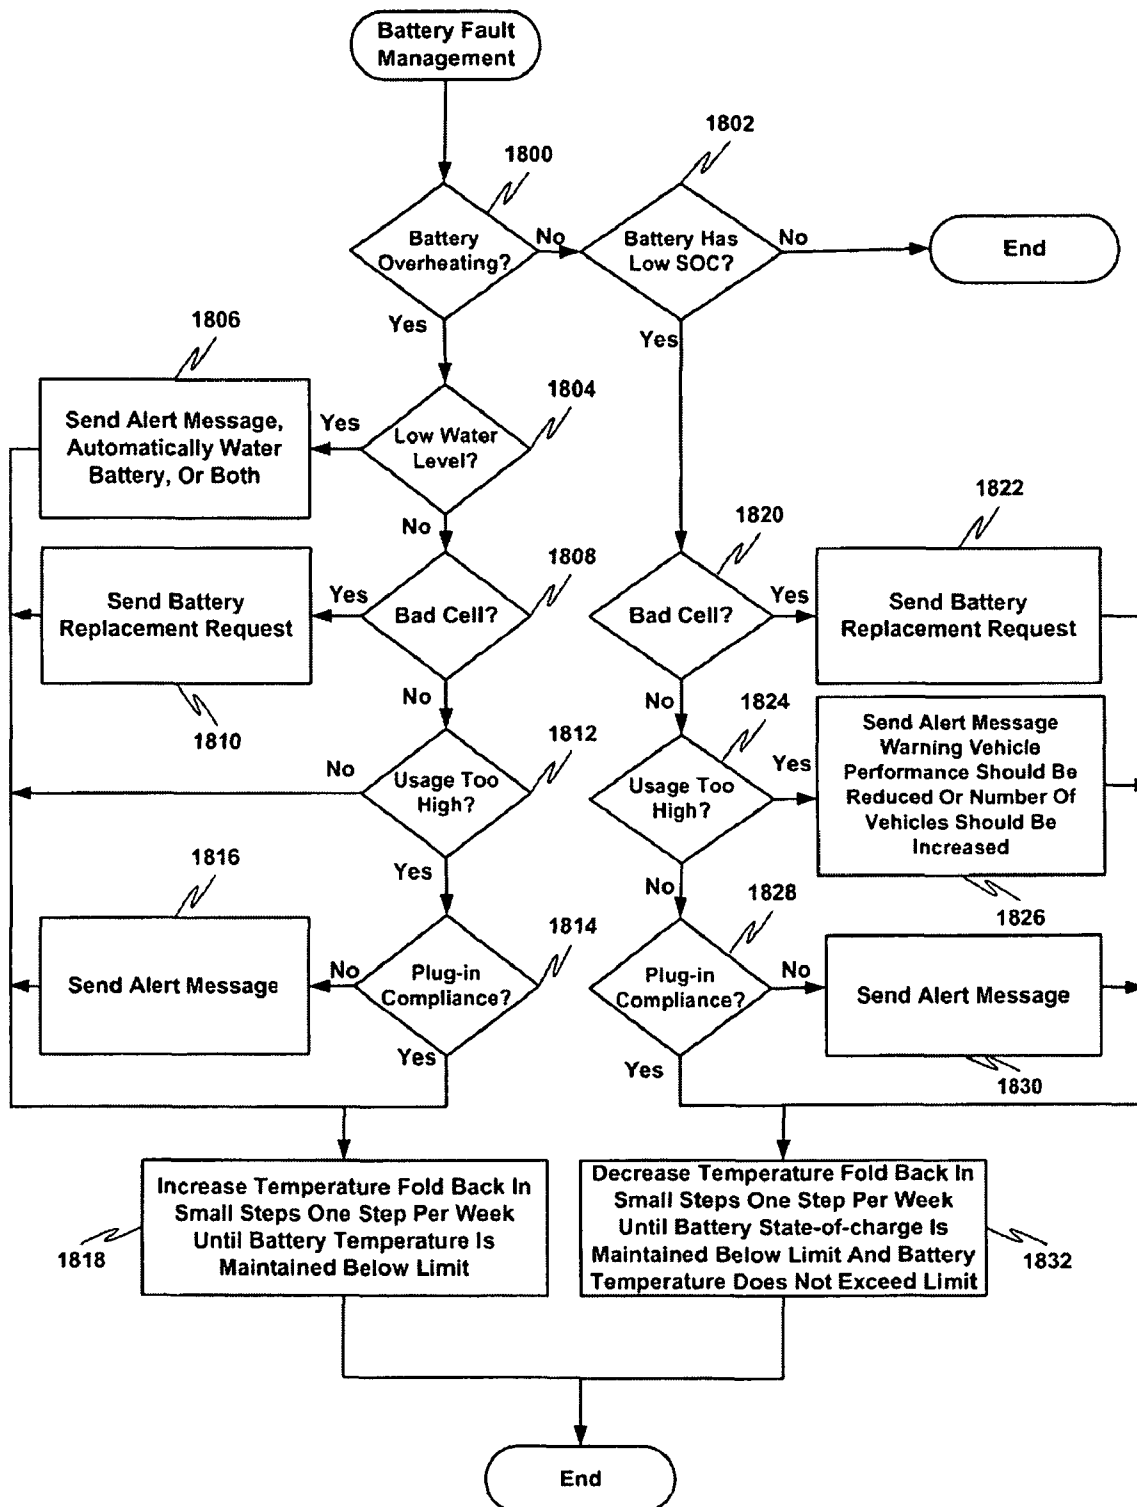 Battery Fault
Management
1802
1800
Battery
Overheating?
No
Battery Has
Low SOC?
No
End
Yes
Yes
1806
1804
Send Alert Message,
Automatically Water
Battery, Or Both
Yes
Low Water
Level?
No
1822
1820
1808
Send Battery
Replacement Request
Yes
Bad Cell?
Bad Cell?
Yes
Send Battery
Replacement Request
No
No
1810
1812
1824
No
Usage Too
High?
Usage Too
High?
Yes
Send Alert Message
Warning Vehicle
Performance Should Be
Reduced Or Number Of
Vehicles Should Be
Increased
Yes
No
1816
1814
1828
1826
Send Alert Message
No
Plug-in
Compliance?
Plug-in
Compliance?
No
Send Alert Message
Yes
Yes
1830
Increase Temperature Fold Back In
Small Steps One Step Per Week
Until Battery Temperature Is
Maintained Below Limit
1818
Decrease Temperature Fold Back In
Small Steps One Step Per Week
Until Battery State-of-charge Is
Maintained Below Limit And Battery
Temperature Does Not Exceed Limit
1832
End